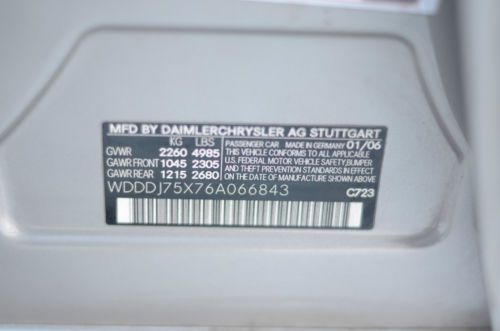 MFD BY DAIMLERCHRYSLER AG STUTTGART
KG LBS PASSENGER CAR MADE IN GERMANY 01/06
GVWR 2260 4985 THIS VEHICLE CONFORMS TO ALL APPLICABLE
GAWR FRONT 1045 2305 U.S. FEDERAL MOTOR VEHICLE SAFETY, BUMPER,
GAWR REAR 1215 2680 AND THEFT PREVENTION STANDARDS IN EFFECT
ON THE DATE OF MANUFACTURE SHOWN ABOVE.
WDDDJ75X76A066843 C723